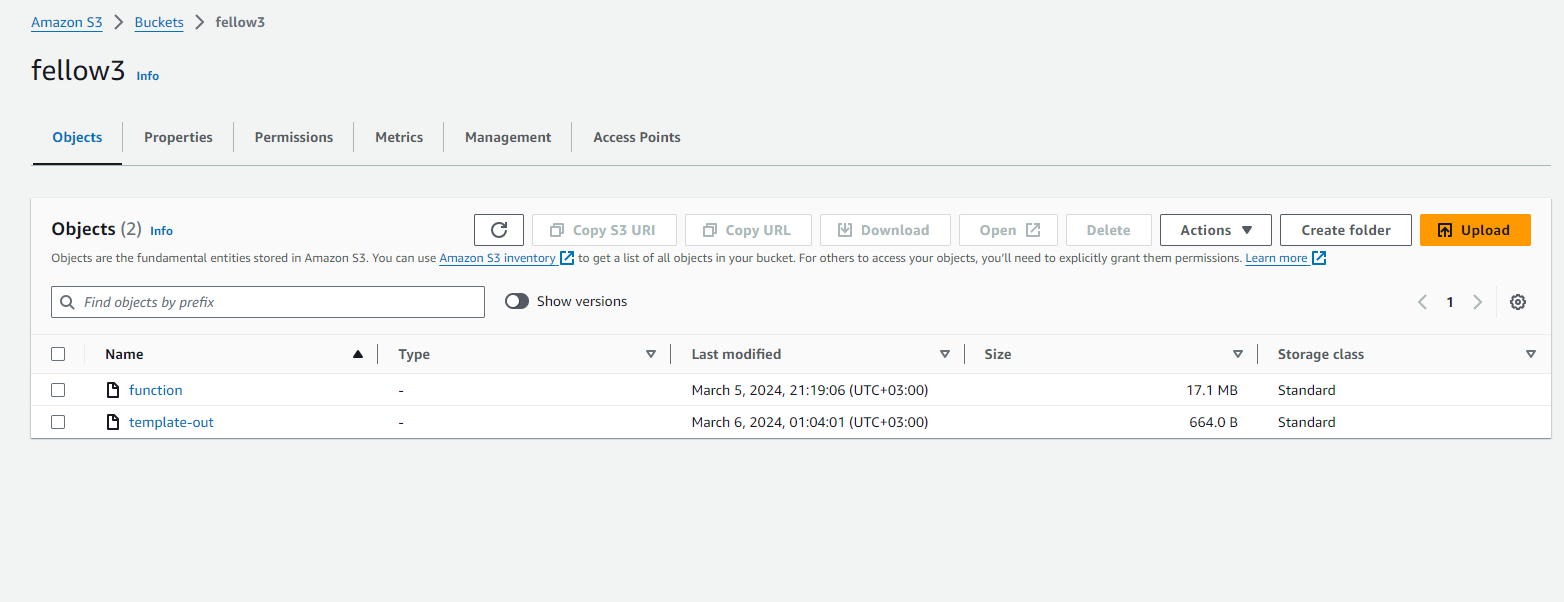 Amazon S3 > Buckets > fellow3
fellow3 Info
Objects Properties Permissions Metrics Management Access Points
Objects (2) Info Copy S3 URI Copy URL Download Open Delete Actions Create folder Upload
Objects are the fundamental entities stored in Amazon S3. You can use Amazon S3 inventory to get a list of all objects in your bucket. For others to access your objects, you'll need to explicitly grant them permissions. Learn more
Find objects by prefix Show versions < 1 >
Name Type Last modified Size Storage class
function - March 5, 2024, 21:19:06 (UTC+03:00) 17.1 MB Standard
template-out - March 6, 2024, 01:04:01 (UTC+03:00) 664.0 B Standard